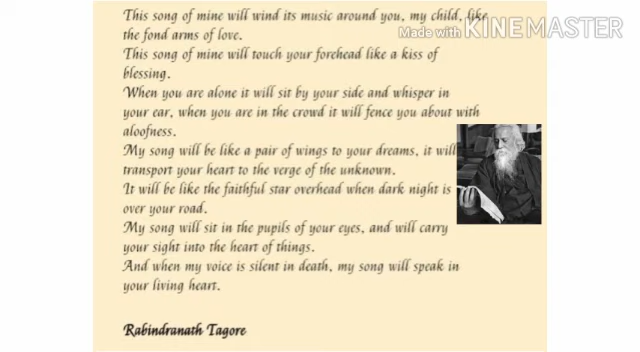 This song of mine will wind its music around you, my child, like
the fond arms of love.
Made with KINEMASTER
This song of mine will touch your forehead like a kiss of
blessing.
When you are alone it will sit by your side and whisper in
your ear, when you are in the crowd it will fence you about with
aloofness.
My song will be like a pair of wings to your dreams, it will
transport your heart to the verge of the unknown.
It will be like the faithful star overhead when dark night is
over your road.
My song will sit in the pupils of your eyes, and will carry
your sight into the heart of things.
And when my voice is silent in death, my song will speak in
your living heart.
Rabindranath Tagore